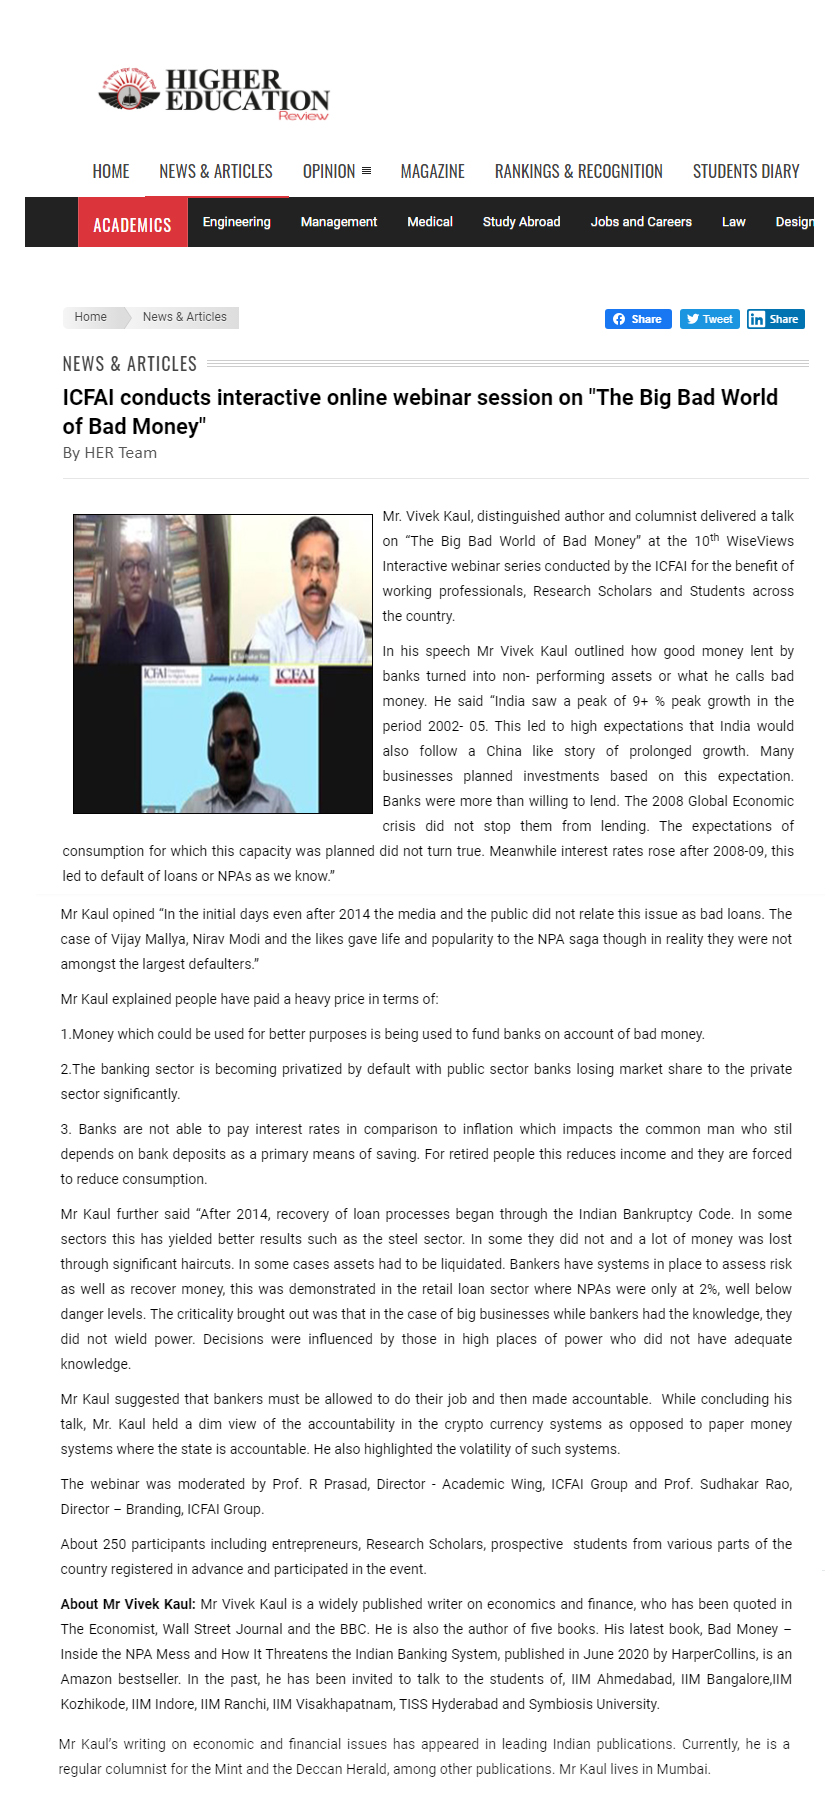 HIGHER
EDUCATION
Review
HOME NEWS & ARTICLES OPINION MAGAZINE RANKINGS & RECOGNITION STUDENTS DIARY
ACADEMICS Engineering Management Medical Study Abroad Jobs and Careers Law Design
Home News & Articles Share Tweet in Share
NEWS & ARTICLES
ICFAI conducts interactive online webinar session on "The Big Bad World
of Bad Money"
By HER Team
Mr. Vivek Kaul, distinguished author and columnist delivered a talk
on “The Big Bad World of Bad Money” at the 10th WiseViews
Interactive webinar series conducted by the ICFAI for the benefit of
working professionals, Research Scholars and Students across
the country.
ICFAI Learning for Leadership ICFAI
In his speech Mr Vivek Kaul outlined how good money lent by
banks turned into non- performing assets or what he calls bad
money. He said “India saw a peak of 9+ % peak growth in the
period 2002- 05. This led to high expectations that India would
also follow a China like story of prolonged growth. Many
businesses planned investments based on this expectation.
Banks were more than willing to lend. The 2008 Global Economic
crisis did not stop them from lending. The expectations of
consumption for which this capacity was planned did not turn true. Meanwhile interest rates rose after 2008-09, this
led to default of loans or NPAs as we know.”
Mr Kaul opined “In the initial days even after 2014 the media and the public did not relate this issue as bad loans. The
case of Vijay Mallya, Nirav Modi and the likes gave life and popularity to the NPA saga though in reality they were not
amongst the largest defaulters.”
Mr Kaul explained people have paid a heavy price in terms of:
1.Money which could be used for better purposes is being used to fund banks on account of bad money.
2.The banking sector is becoming privatized by default with public sector banks losing market share to the private
sector significantly.
3. Banks are not able to pay interest rates in comparison to inflation which impacts the common man who stil
depends on bank deposits as a primary means of saving. For retired people this reduces income and they are forced
to reduce consumption.
Mr Kaul further said “After 2014, recovery of loan processes began through the Indian Bankruptcy Code. In some
sectors this has yielded better results such as the steel sector. In some they did not and a lot of money was lost
through significant haircuts. In some cases assets had to be liquidated. Bankers have systems in place to assess risk
as well as recover money, this was demonstrated in the retail loan sector where NPAs were only at 2%, well below
danger levels. The criticality brought out was that in the case of big businesses while bankers had the knowledge, they
did not wield power. Decisions were influenced by those in high places of power who did not have adequate
knowledge.
Mr Kaul suggested that bankers must be allowed to do their job and then made accountable. While concluding his
talk, Mr. Kaul held a dim view of the accountability in the crypto currency systems as opposed to paper money
systems where the state is accountable. He also highlighted the volatility of such systems.
The webinar was moderated by Prof. R Prasad, Director - Academic Wing, ICFAI Group and Prof. Sudhakar Rao,
Director – Branding, ICFAI Group.
About 250 participants including entrepreneurs, Research Scholars, prospective students from various parts of the
country registered in advance and participated in the event.
About Mr Vivek Kaul: Mr Vivek Kaul is a widely published writer on economics and finance, who has been quoted in
The Economist, Wall Street Journal and the BBC. He is also the author of five books. His latest book, Bad Money –
Inside the NPA Mess and How It Threatens the Indian Banking System, published in June 2020 by HarperCollins, is an
Amazon bestseller. In the past, he has been invited to talk to the students of, IIM Ahmedabad, IIM Bangalore,IIM
Kozhikode, IIM Indore, IIM Ranchi, IIM Visakhapatnam, TISS Hyderabad and Symbiosis University.
Mr Kaul’s writing on economic and financial issues has appeared in leading Indian publications. Currently, he is a
regular columnist for the Mint and the Deccan Herald, among other publications. Mr Kaul lives in Mumbai.